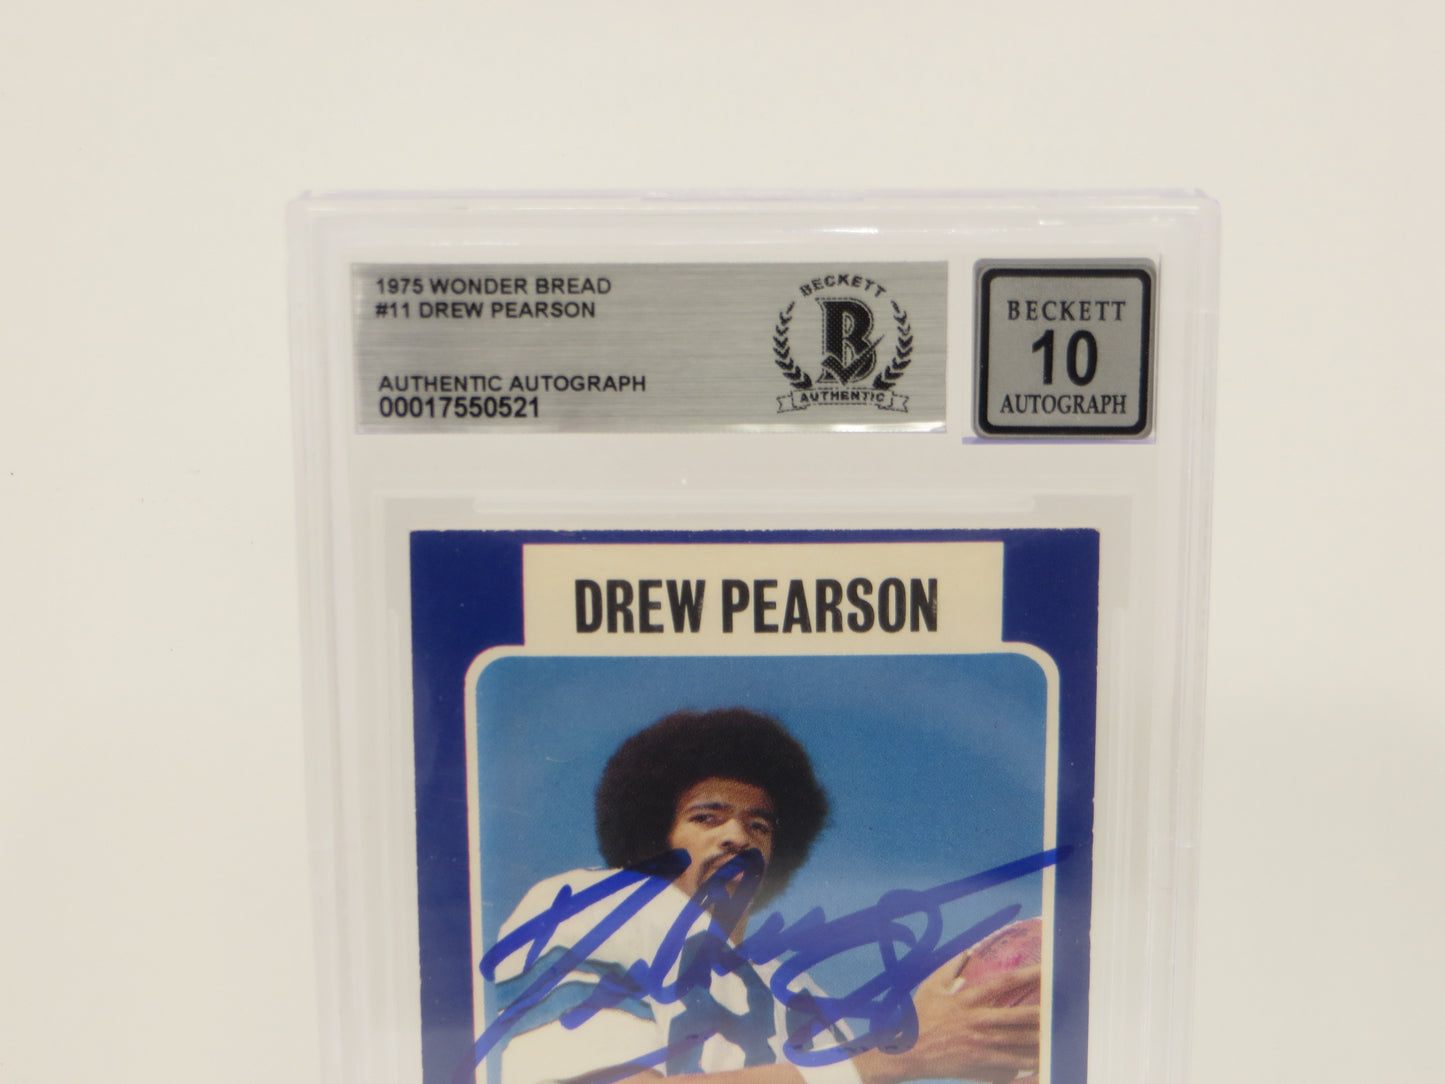 1975 WONDER BREAD
#11 DREW PEARSON
AUTHENTIC AUTOGRAPH
00017550521
BECKETT
B
AUTHENTIC
BECKETT
10
AUTOGRAPH
DREW PEARSON